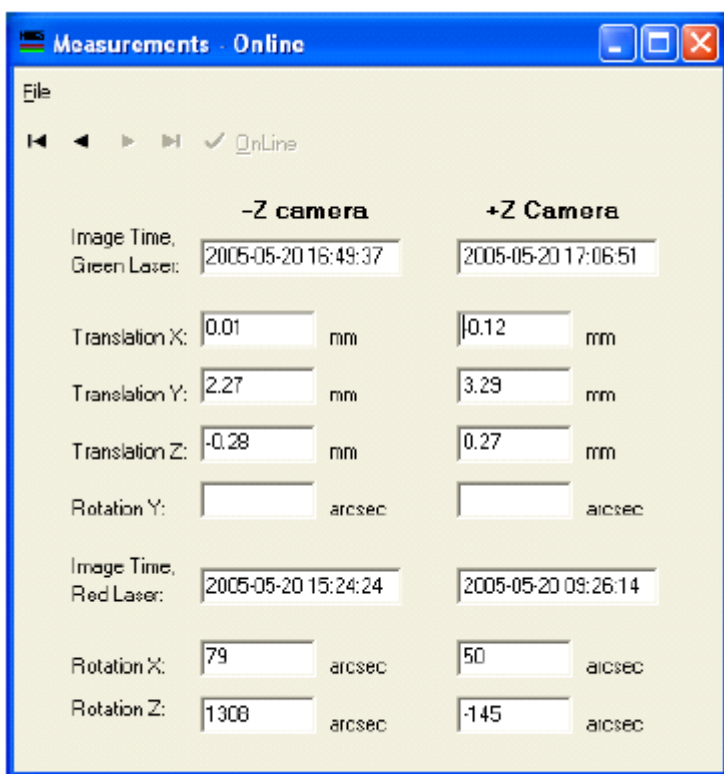 Measurements - Online
File
OnLine
-Z camera +Z Camera
Image Time,
Green Laser: 2005-05-20 16:49:37 2005-05-20 17:06:51
Translation X: 0.01 mm -0.12 mm
Translation Y: 2.27 mm 3.29 mm
Translation Z: -0.28 mm 0.27 mm
Rotation Y: arcsec arcsec
Image Time,
Red Laser: 2005-05-20 15:24:24 2005-05-20 09:26:14
Rotation X: 79 arcsec 50 arcsec
Rotation Z: 1308 arcsec -145 arcsec